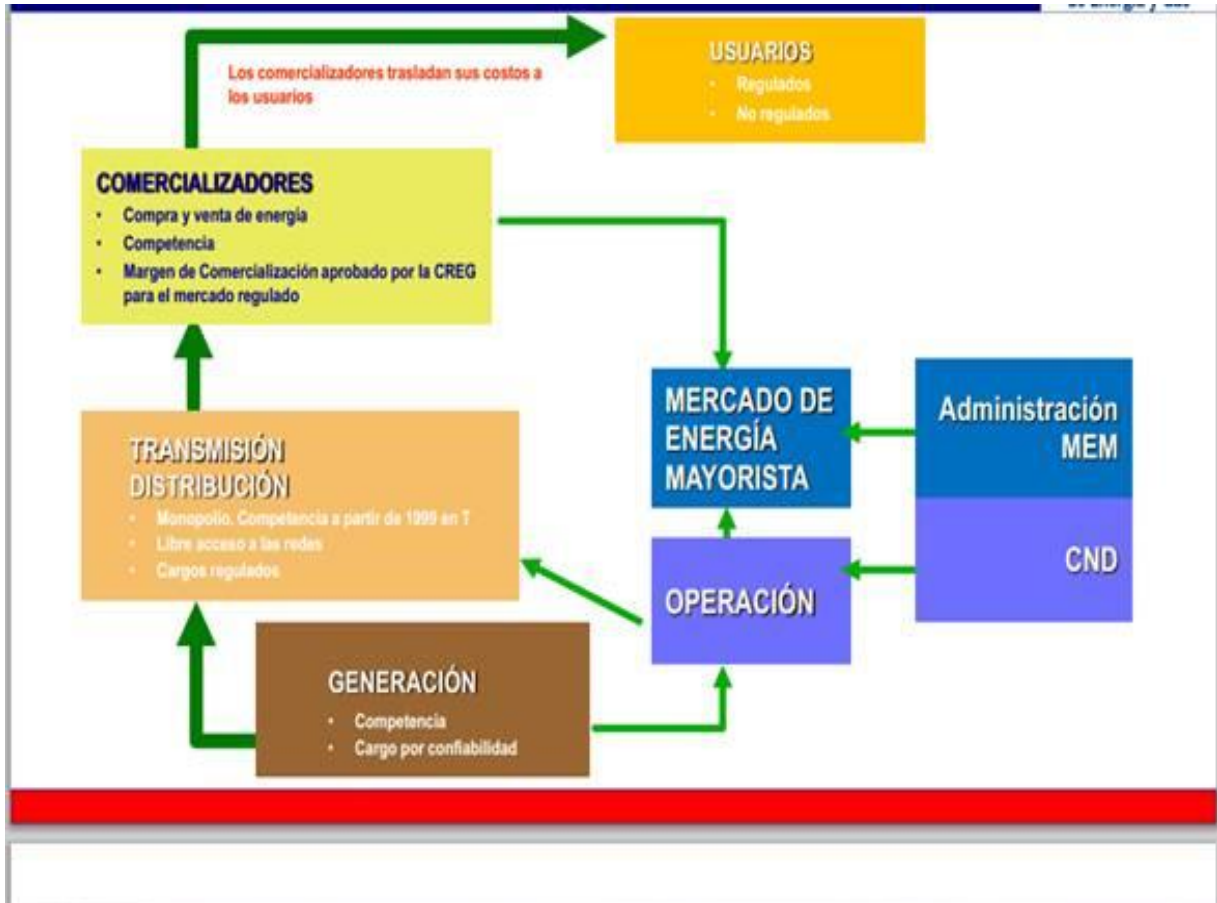 USUARIOS
• Regulados
• No regulados
Los comercializadores trasladan sus costos a
los usuarios
COMERCIALIZADORES
• Compra y venta de energía
• Competencia
• Margen de Comercialización aprobado por la CREG
para el mercado regulado
TRANSMISIÓN
DISTRIBUCIÓN
• Monopolio. Competencia a partir de 1999 en T
• Libre acceso a las redes
• Cargos regulados
GENERACIÓN
• Competencia
• Cargo por confiabilidad
MERCADO DE
ENERGÍA
MAYORISTA
OPERACIÓN
Administración
MEM
CND